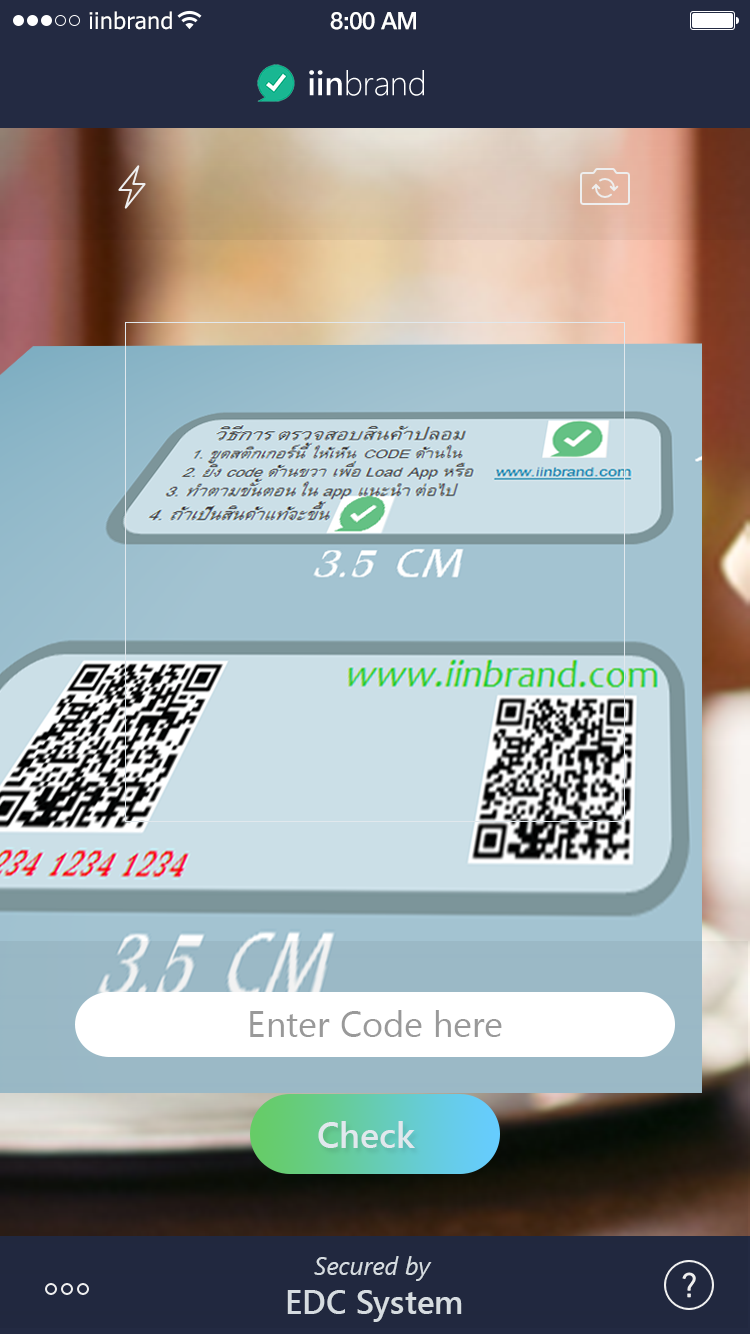 iinbrand 8:00 AM
iinbrand
วิธีการ ตรวจสอบสินค้าปลอม
1. ขูดสติกเกอร์นี้ ให้เห็น CODE ด้านใน
2. ยิง code ด้านขวา เพื่อ Load App หรือ www.iinbrand.com
3. ทำตามขั้นตอน ใน app แนะนำ ต่อไป
4. ถ้าเป็นสินค้าแท้จะขึ้น
3.5 CM
www.iinbrand.com
234 1234 1234
3.5 CM
Enter Code here
Check
Secured by
EDC System
?